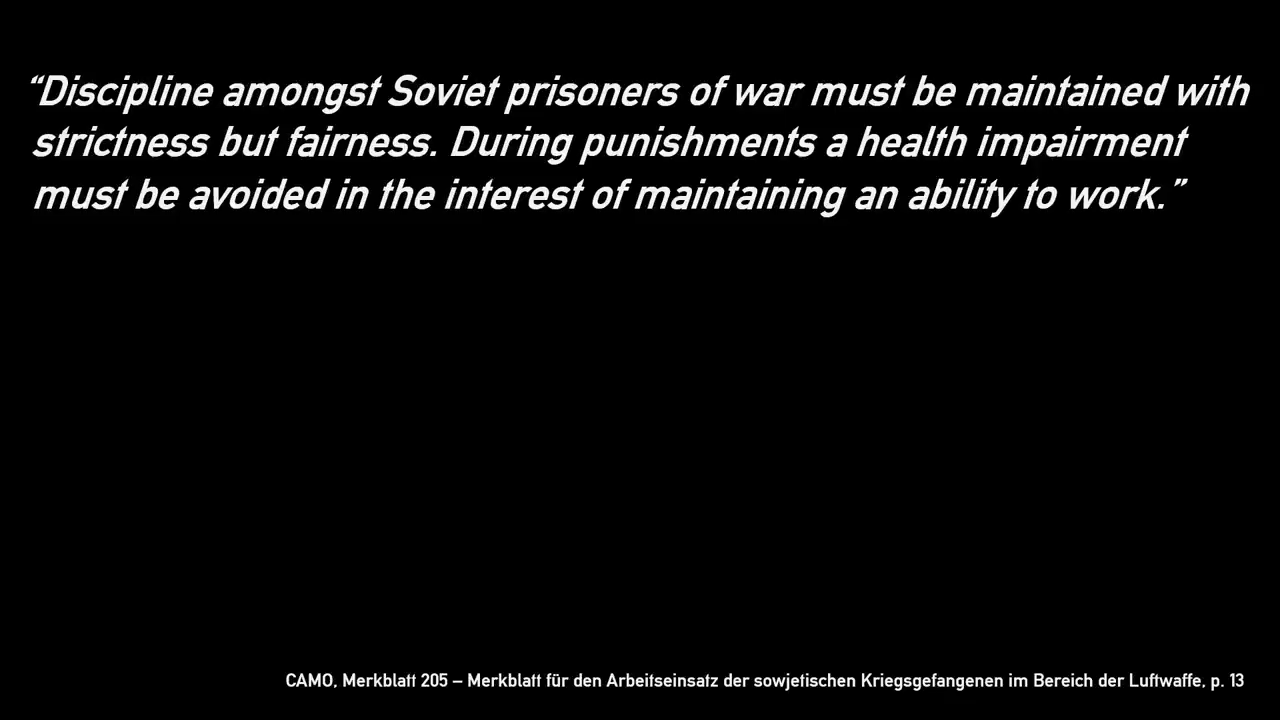 “Discipline amongst Soviet prisoners of war must be maintained with
strictness but fairness. During punishments a health impairment
must be avoided in the interest of maintaining an ability to work.”
CAMO, Merkblatt 205 – Merkblatt für den Arbeitseinsatz der sowjetischen Kriegsgefangenen im Bereich der Luftwaffe, p. 13